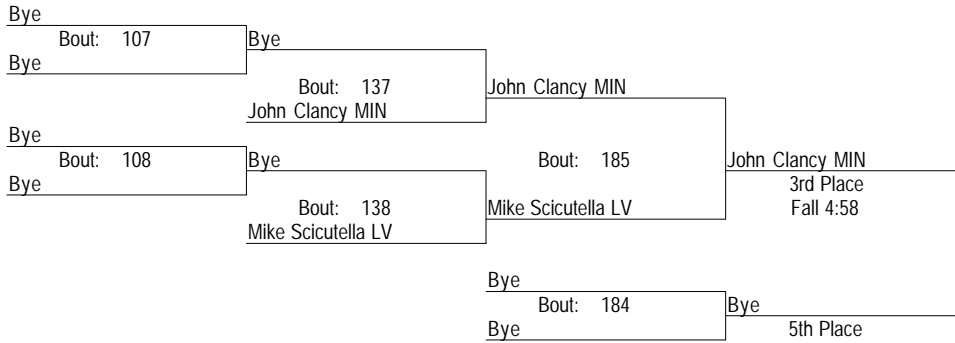 Bye
Bout: 107
Bye
Bye
Bout: 137
John Clancy MIN
John Clancy MIN
Bye
Bout: 108
Bye
Bye
Bout: 138
Mike Scicutella LV
Bout: 185
Mike Scicutella LV
John Clancy MIN
3rd Place
Fall 4:58
Bye
Bout: 184
Bye
Bye
5th Place